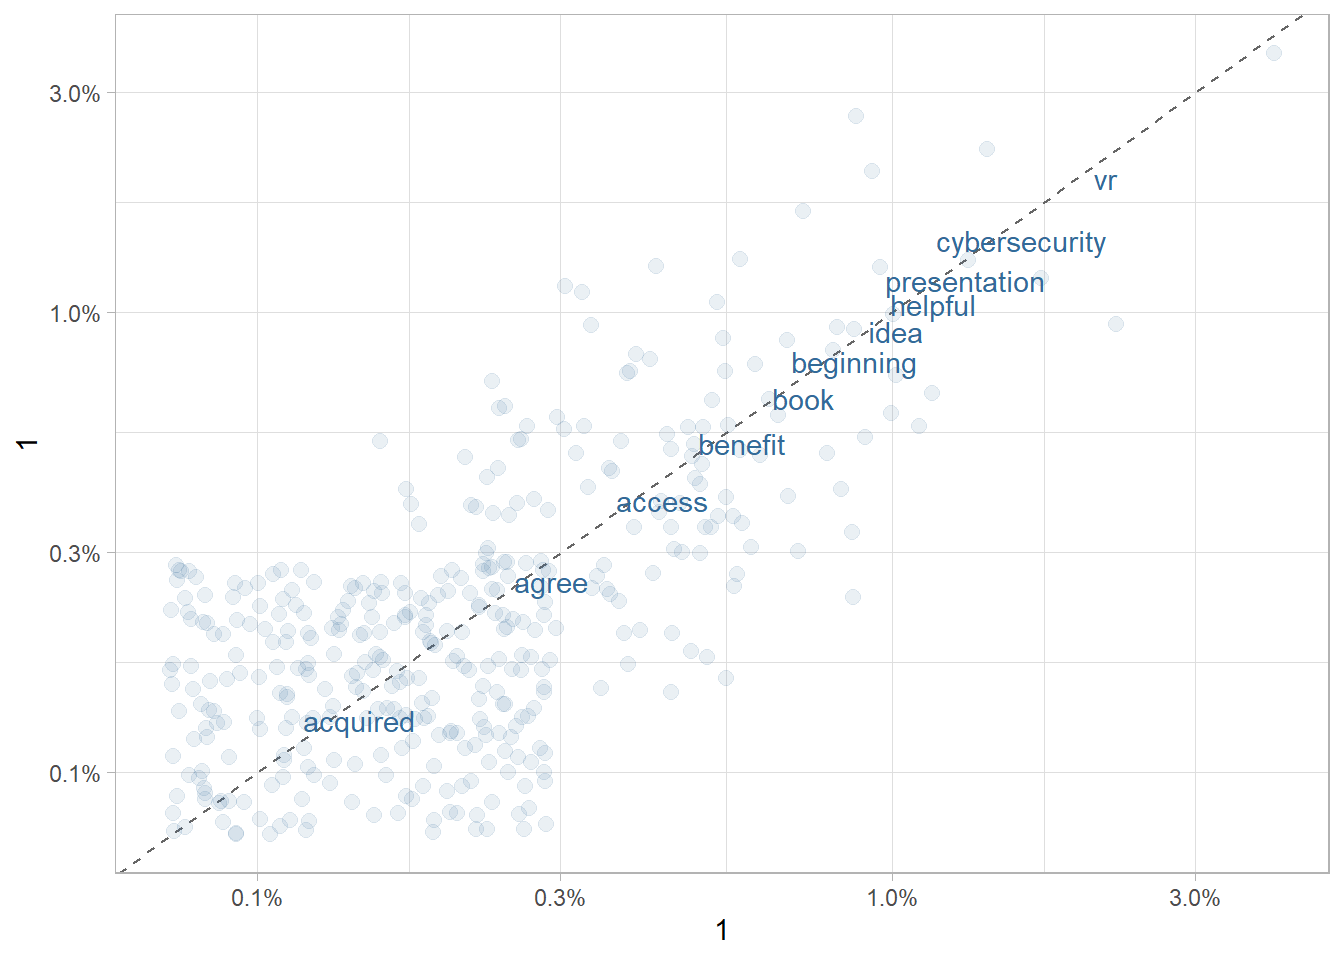 3.0%
vr
cybersecurity
presentation
1.0%
helpful
idea
beginning
book
1
benefit
access
0.3%
agree
acquired
0.1%
0.1% 0.3% 1.0% 3.0%
1